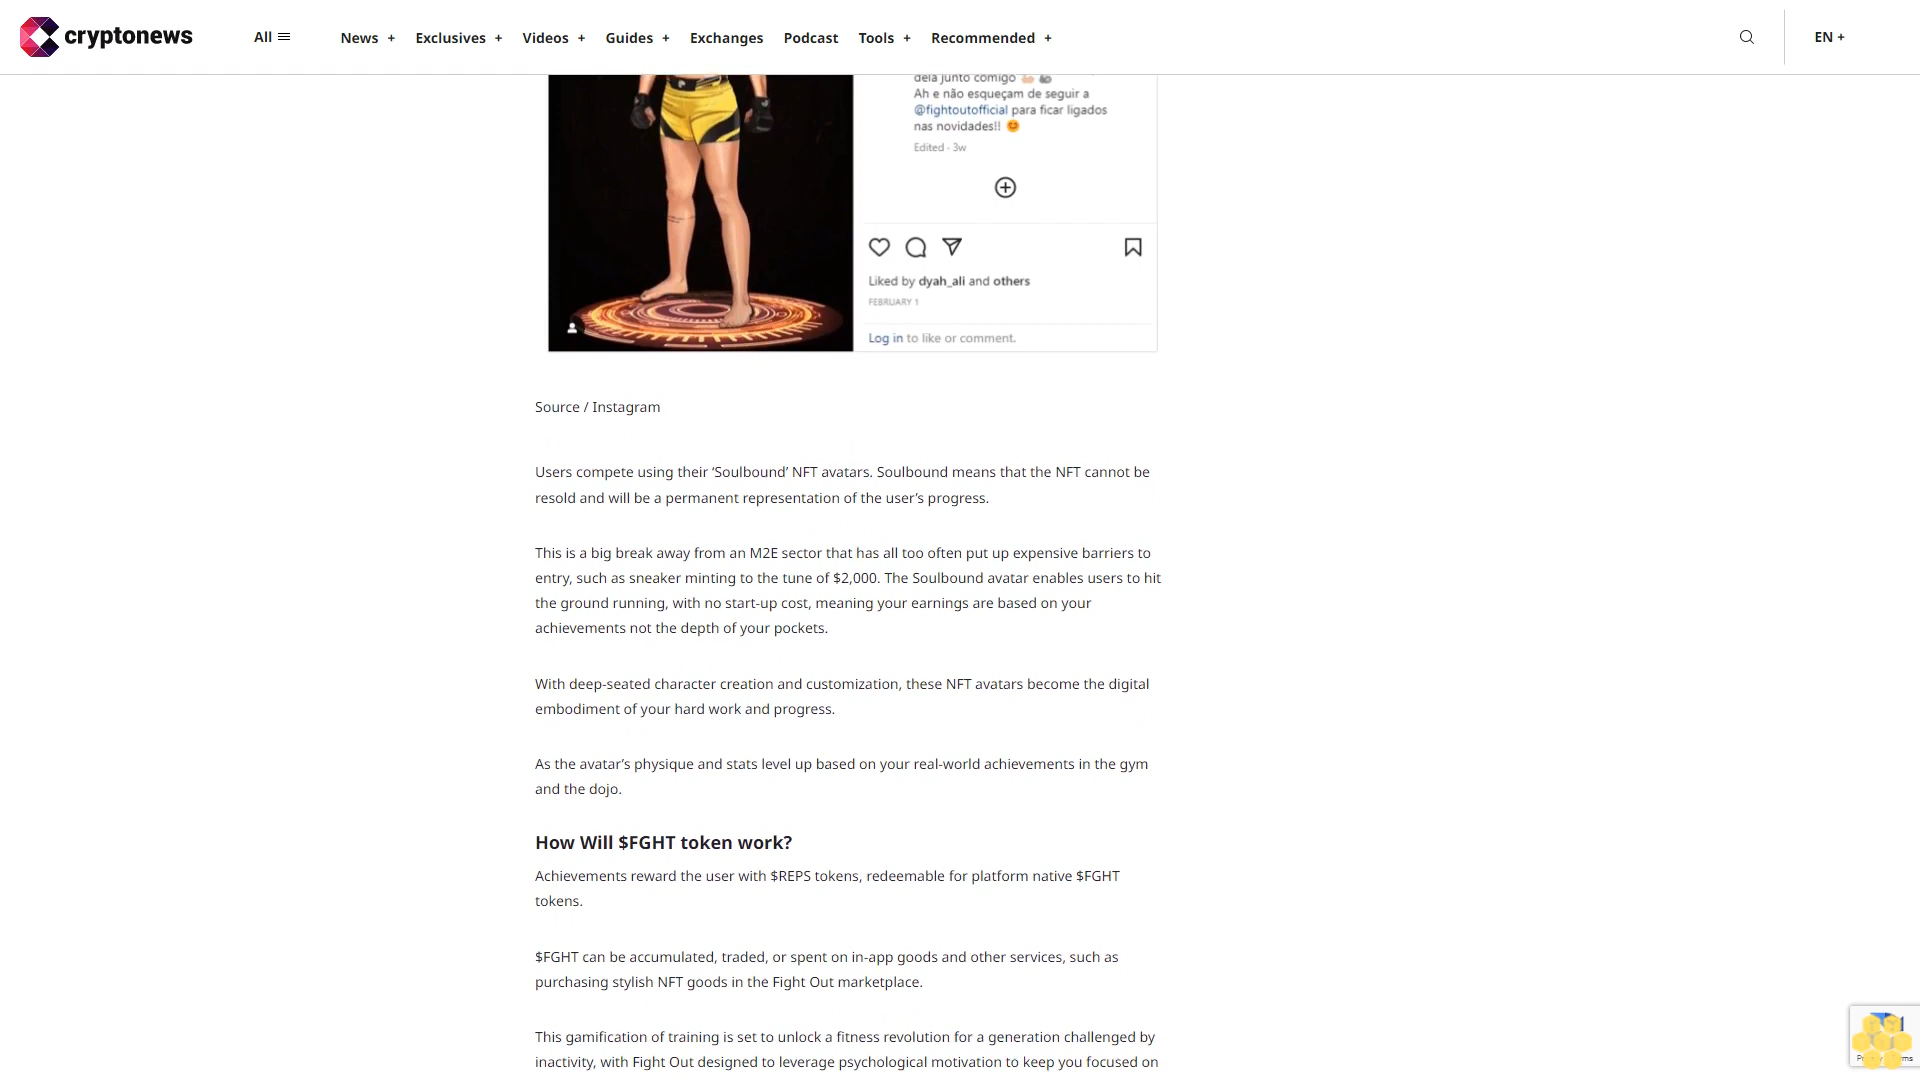 cryptonews
All
News +
Exclusives +
Videos +
Guides +
Exchanges
Podcast
Tools +
Recommended +
EN +
dela junto comigo
Ah e não esqueçam de seguir a
@fightoutofficial para ficar ligados
nas novidades!!
Edited · 3w
Liked by dyah_ali and others
FEBRUARY 1
Log in to like or comment.
Source / Instagram
Users compete using their ‘Soulbound’ NFT avatars. Soulbound means that the NFT cannot be
resold and will be a permanent representation of the user’s progress.
This is a big break away from an M2E sector that has all too often put up expensive barriers to
entry, such as sneaker minting to the tune of $2,000. The Soulbound avatar enables users to hit
the ground running, with no start-up cost, meaning your earnings are based on your
achievements not the depth of your pockets.
With deep-seated character creation and customization, these NFT avatars become the digital
embodiment of your hard work and progress.
As the avatar’s physique and stats level up based on your real-world achievements in the gym
and the dojo.
How Will $FGHT token work?
Achievements reward the user with $REPS tokens, redeemable for platform native $FGHT
tokens.
$FGHT can be accumulated, traded, or spent on in-app goods and other services, such as
purchasing stylish NFT goods in the Fight Out marketplace.
This gamification of training is set to unlock a fitness revolution for a generation challenged by
inactivity, with Fight Out designed to leverage psychological motivation to keep you focused on